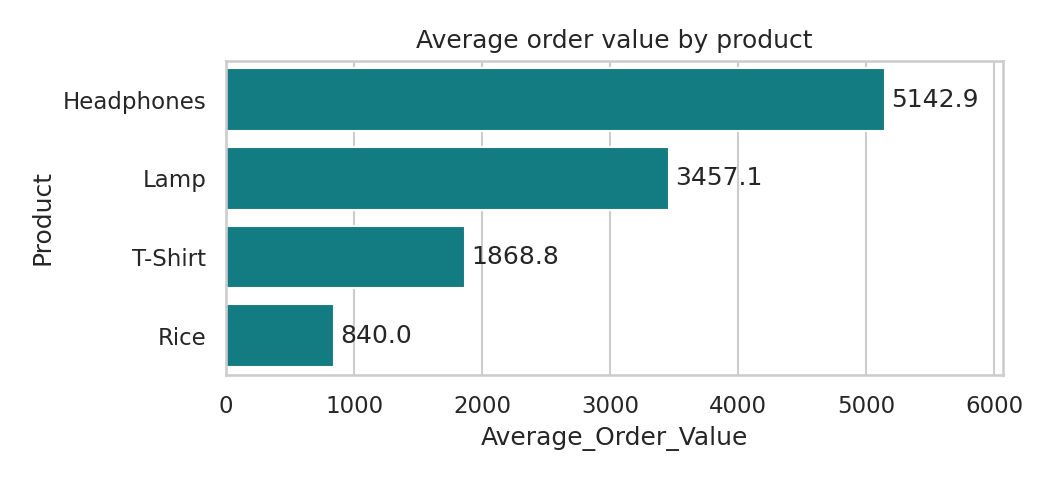 Average order value by product
Product
Headphones 5142.9
Lamp 3457.1
T-Shirt 1868.8
Rice 840.0
0 1000 2000 3000 4000 5000 6000
Average_Order_Value